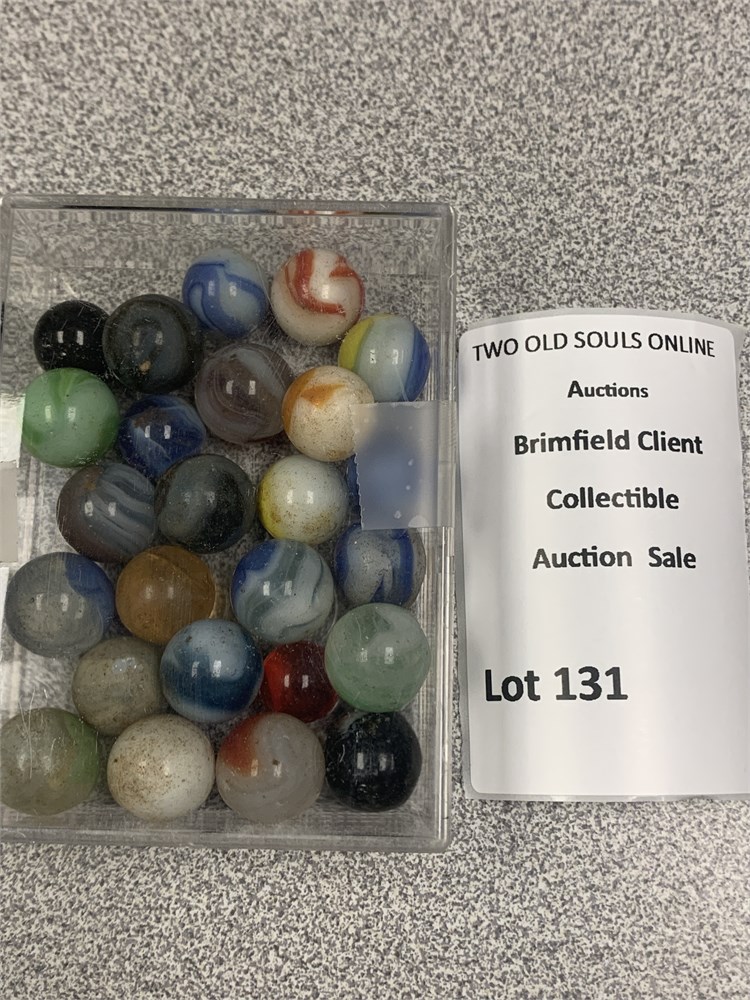 TWO OLD SOULS ONLINE
Auctions
Brimfield Client
Collectible
Auction Sale
Lot 131